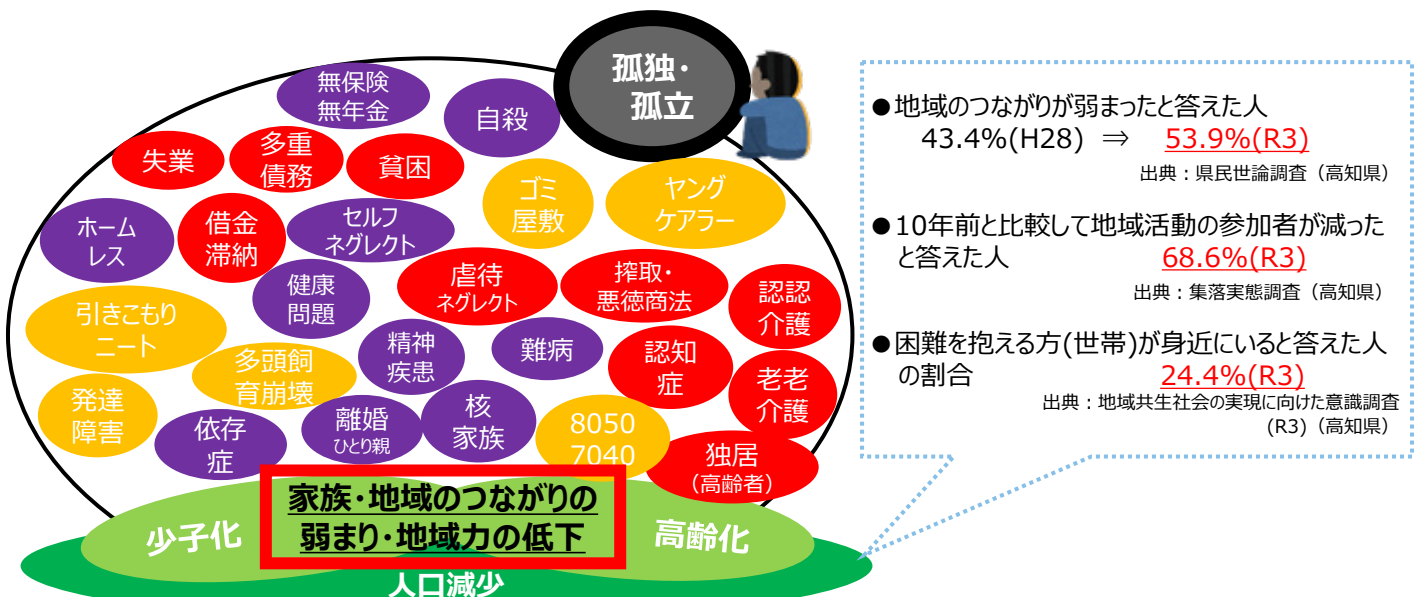 孤独・
孤立
無保険
無年金
自殺
失業
多重
債務
貧困
ゴミ
屋敷
ヤング
ケアラー
ホーム
レス
借金
滞納
セルフ
ネグレクト
健康
問題
虐待
ネグレクト
搾取・
悪徳商法
認認
介護
引きこもり
ニート
多頭飼
育崩壊
精神
疾患
難病
認知
症
老老
介護
発達
障害
依存
症
離婚
ひとり親
核
家族
8050
7040
独居
(高齢者)
家族・地域のつながりの
弱まり・地域力の低下
少子化
高齢化
人口減少
●地域のつながりが弱まったと答えた人
43.4%(H28) ⇒ 53.9%(R3)
出典：県民世論調査（高知県）
●10年前と比較して地域活動の参加者が減った
と答えた人 68.6%(R3)
出典：集落実態調査（高知県）
●困難を抱える方(世帯)が身近にいると答えた人
の割合 24.4%(R3)
出典：地域共生社会の実現に向けた意識調査
(R3)（高知県）